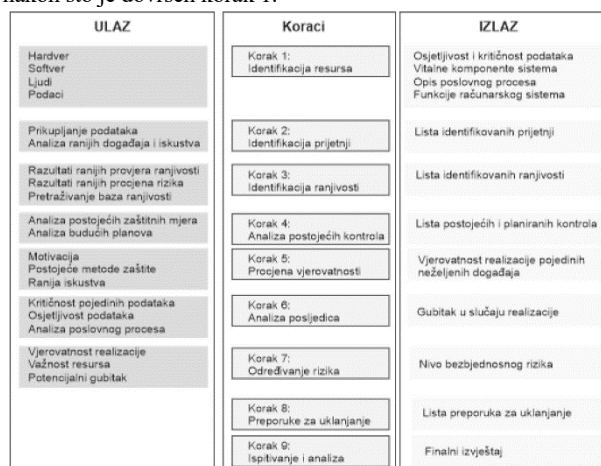 nakon što je dovršen korak 1.
ULAZ
Koraci
IZLAZ
Hardver
Softver
Ljudi
Podaci
Korak 1:
Identifikacija resursa
Osjetljivost i kritičnost podataka
Vitalne komponente sistema
Opis poslovnog procesa
Funkcije računarskog sistema
Prikupljanje podataka
Analiza ranijih događaja i iskustva
Korak 2:
Identifikacija prijetnji
Lista identifikovanih prijetnji
Razultati ranijih provjera ranjivosti
Razultati ranijih procjena rizika
Pretraživanje baza ranjivosti
Korak 3:
Identifikacija ranjivosti
Lista identifikovanih ranjivosti
Analiza postojećih zaštitnih mjera
Analiza budućih planova
Korak 4:
Analiza postojećih kontrola
Lista postojećih i planiranih kontrola
Motivacija
Postojeće metode zaštite
Ranija iskustva
Korak 5:
Procjena vjerovatnosti
Vjerovatnost realizacije pojedinih
neželjenih događaja
Kritičnost pojedinih podataka
Osjetljivost podataka
Analiza poslovnog procesa
Korak 6:
Analiza posljedica
Gubitak u slučaju realizacije
Vjerovatnost realizacije
Važnost resursa
Potencijalni gubitak
Korak 7:
Određivanje rizika
Nivo bezbjednosnog rizika
Korak 8:
Preporuke za uklanjanje
Lista preporuka za uklanjanje
Korak 9:
Ispitivanje i analiza
Finalni izvještaj